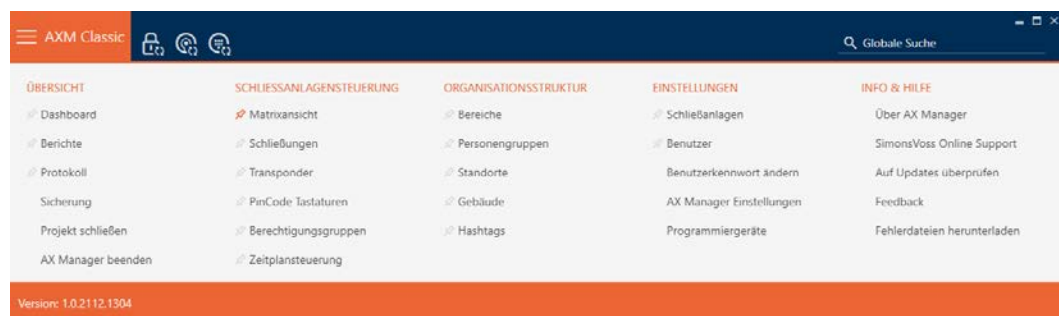 AXM Classic
Globale Suche
ÜBERSICHT
Dashboard
Berichte
Protokoll
Sicherung
Projekt schließen
AX Manager beenden
SCHLIESSANLAGENSTEUERUNG
Matrixansicht
Schließungen
Transponder
PinCode Tastaturen
Berechtigungsgruppen
Zeitplansteuerung
ORGANISATIONSSTRUKTUR
Bereiche
Personengruppen
Standorte
Gebäude
Hashtags
EINSTELLUNGEN
Schließanlagen
Benutzer
Benutzerkennwort ändern
AX Manager Einstellungen
Programmiergeräte
INFO & HILFE
Über AX Manager
SimonsVoss Online Support
Auf Updates überprüfen
Feedback
Fehlerdateien herunterladen
Version: 1.0.2112.1304